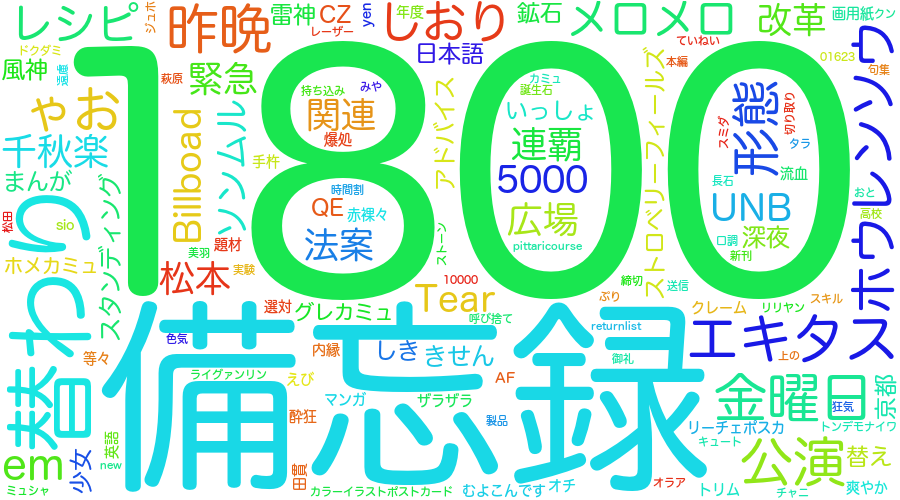 レシピ
ジュポ
昨晩
雷神
CZ
レーザー
yen
年度
しおり
鉱石
メロメロ
改革
画用紙
クン
ドクダミ
風神
遠慮
萩原
緊急
持ち込み
みや
日本語
カミュ
誕生石
ていねい
本編
01623
句集
1800
ゃお
千秋楽
まんが
Billboad
ソンムル
関連
爆処
アドバイス
いっしょ
連覇
5000
広場
pittaricourse
ストロベリーフィールズ
形態
切り取り
スミダ
タラ
流血
長石
おと
UNB
高校
口調
深夜
新刊
スホウレンソウ
手杵
時間割
QE
赤裸々
法案
松田
sio
替わり
スタンディング
ホメカミュ
美羽
題材
実験
松本
ストーン
10000
締切
送信
Tear
ぷり
選対
グレカミュ
呼び捨て
クレーム
リリヤン
スキル
備忘録
色気
内縁
しき
きせん
returnlist
御礼
エキタ
上の
等々
ライヴァンリン
えび
AF
マンガ
ザラザラ
製品
酔狂
金曜日
狂気
京都
リーチェポスカ
キュート
トンデモナイワ
em
ミュシャ
少女
new
英語
田實
カラーイラストポストカード
むよこんです
オチ
オラア
トリム
公演
替え
チャニ
爽やか